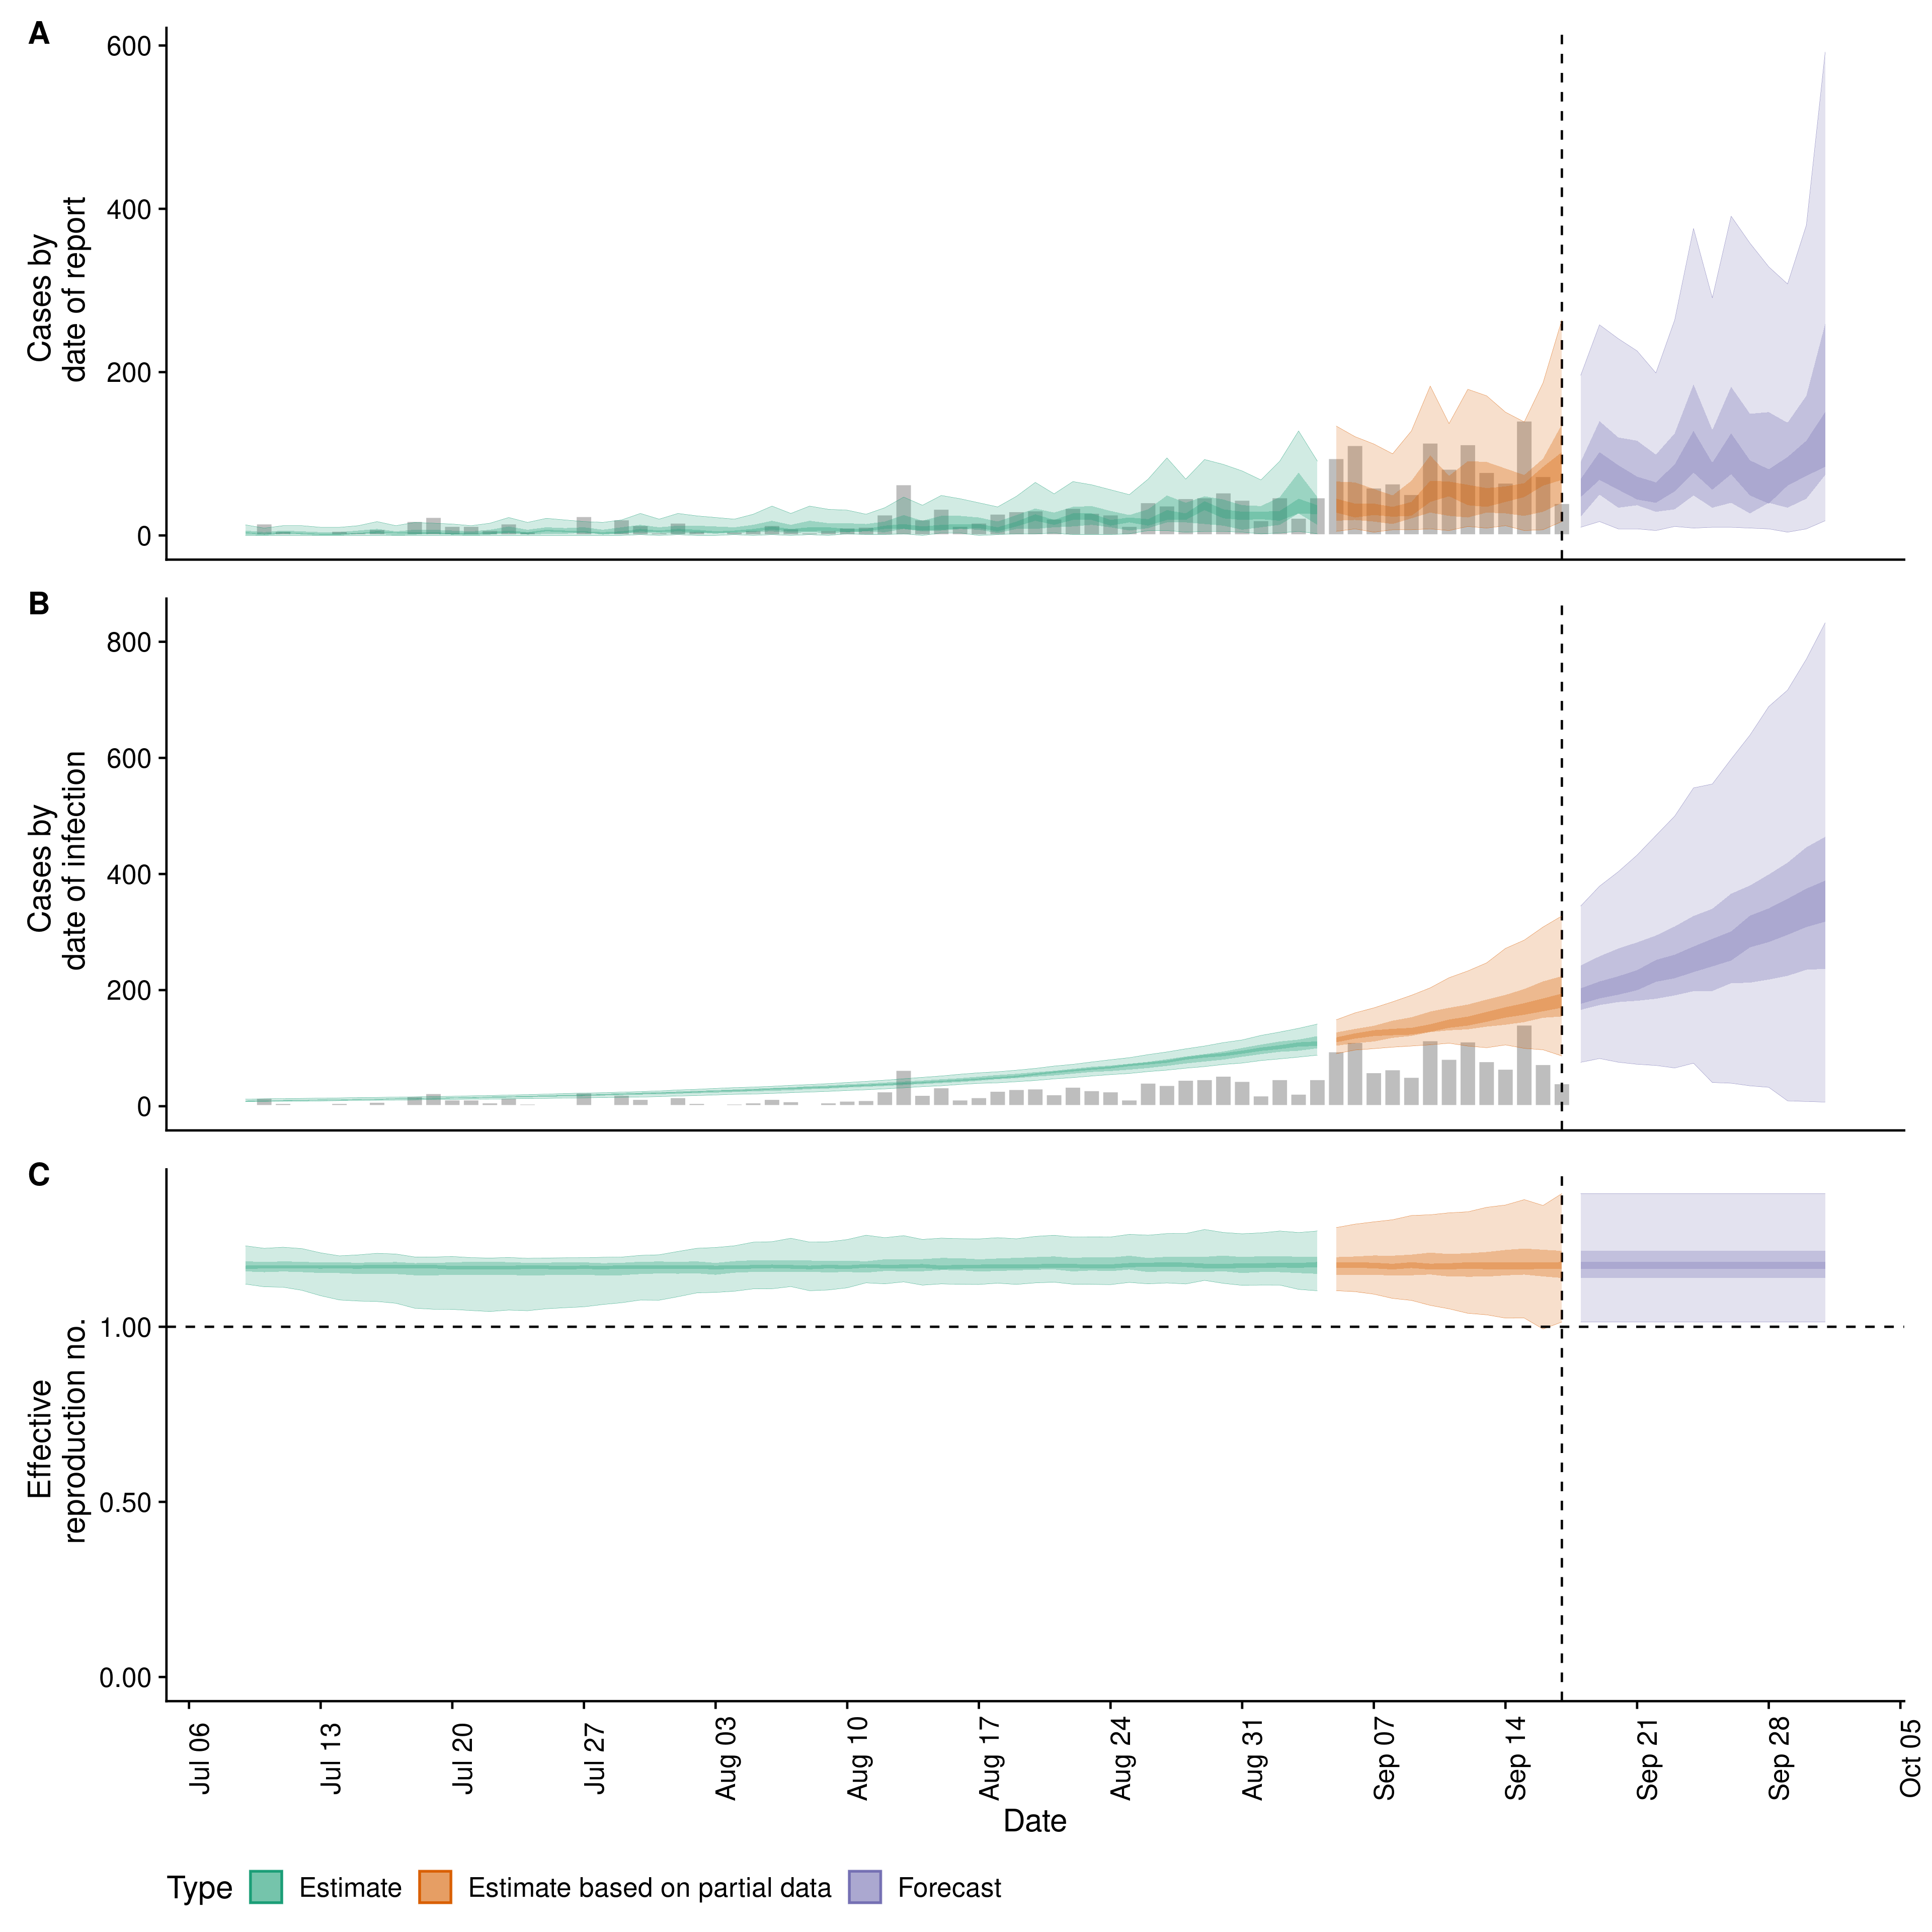 A
Cases by
date of report
600
400
200
0
B
Cases by
date of infection
800
600
400
200
0
C
Effective
reproduction no.
1.00
0.50
0.00
Jul 06
Jul 13
Jul 20
Jul 27
Aug 03
Aug 10
Aug 17
Aug 24
Aug 31
Sep 07
Sep 14
Sep 21
Sep 28
Oct 05
Date
Type Estimate Estimate based on partial data Forecast